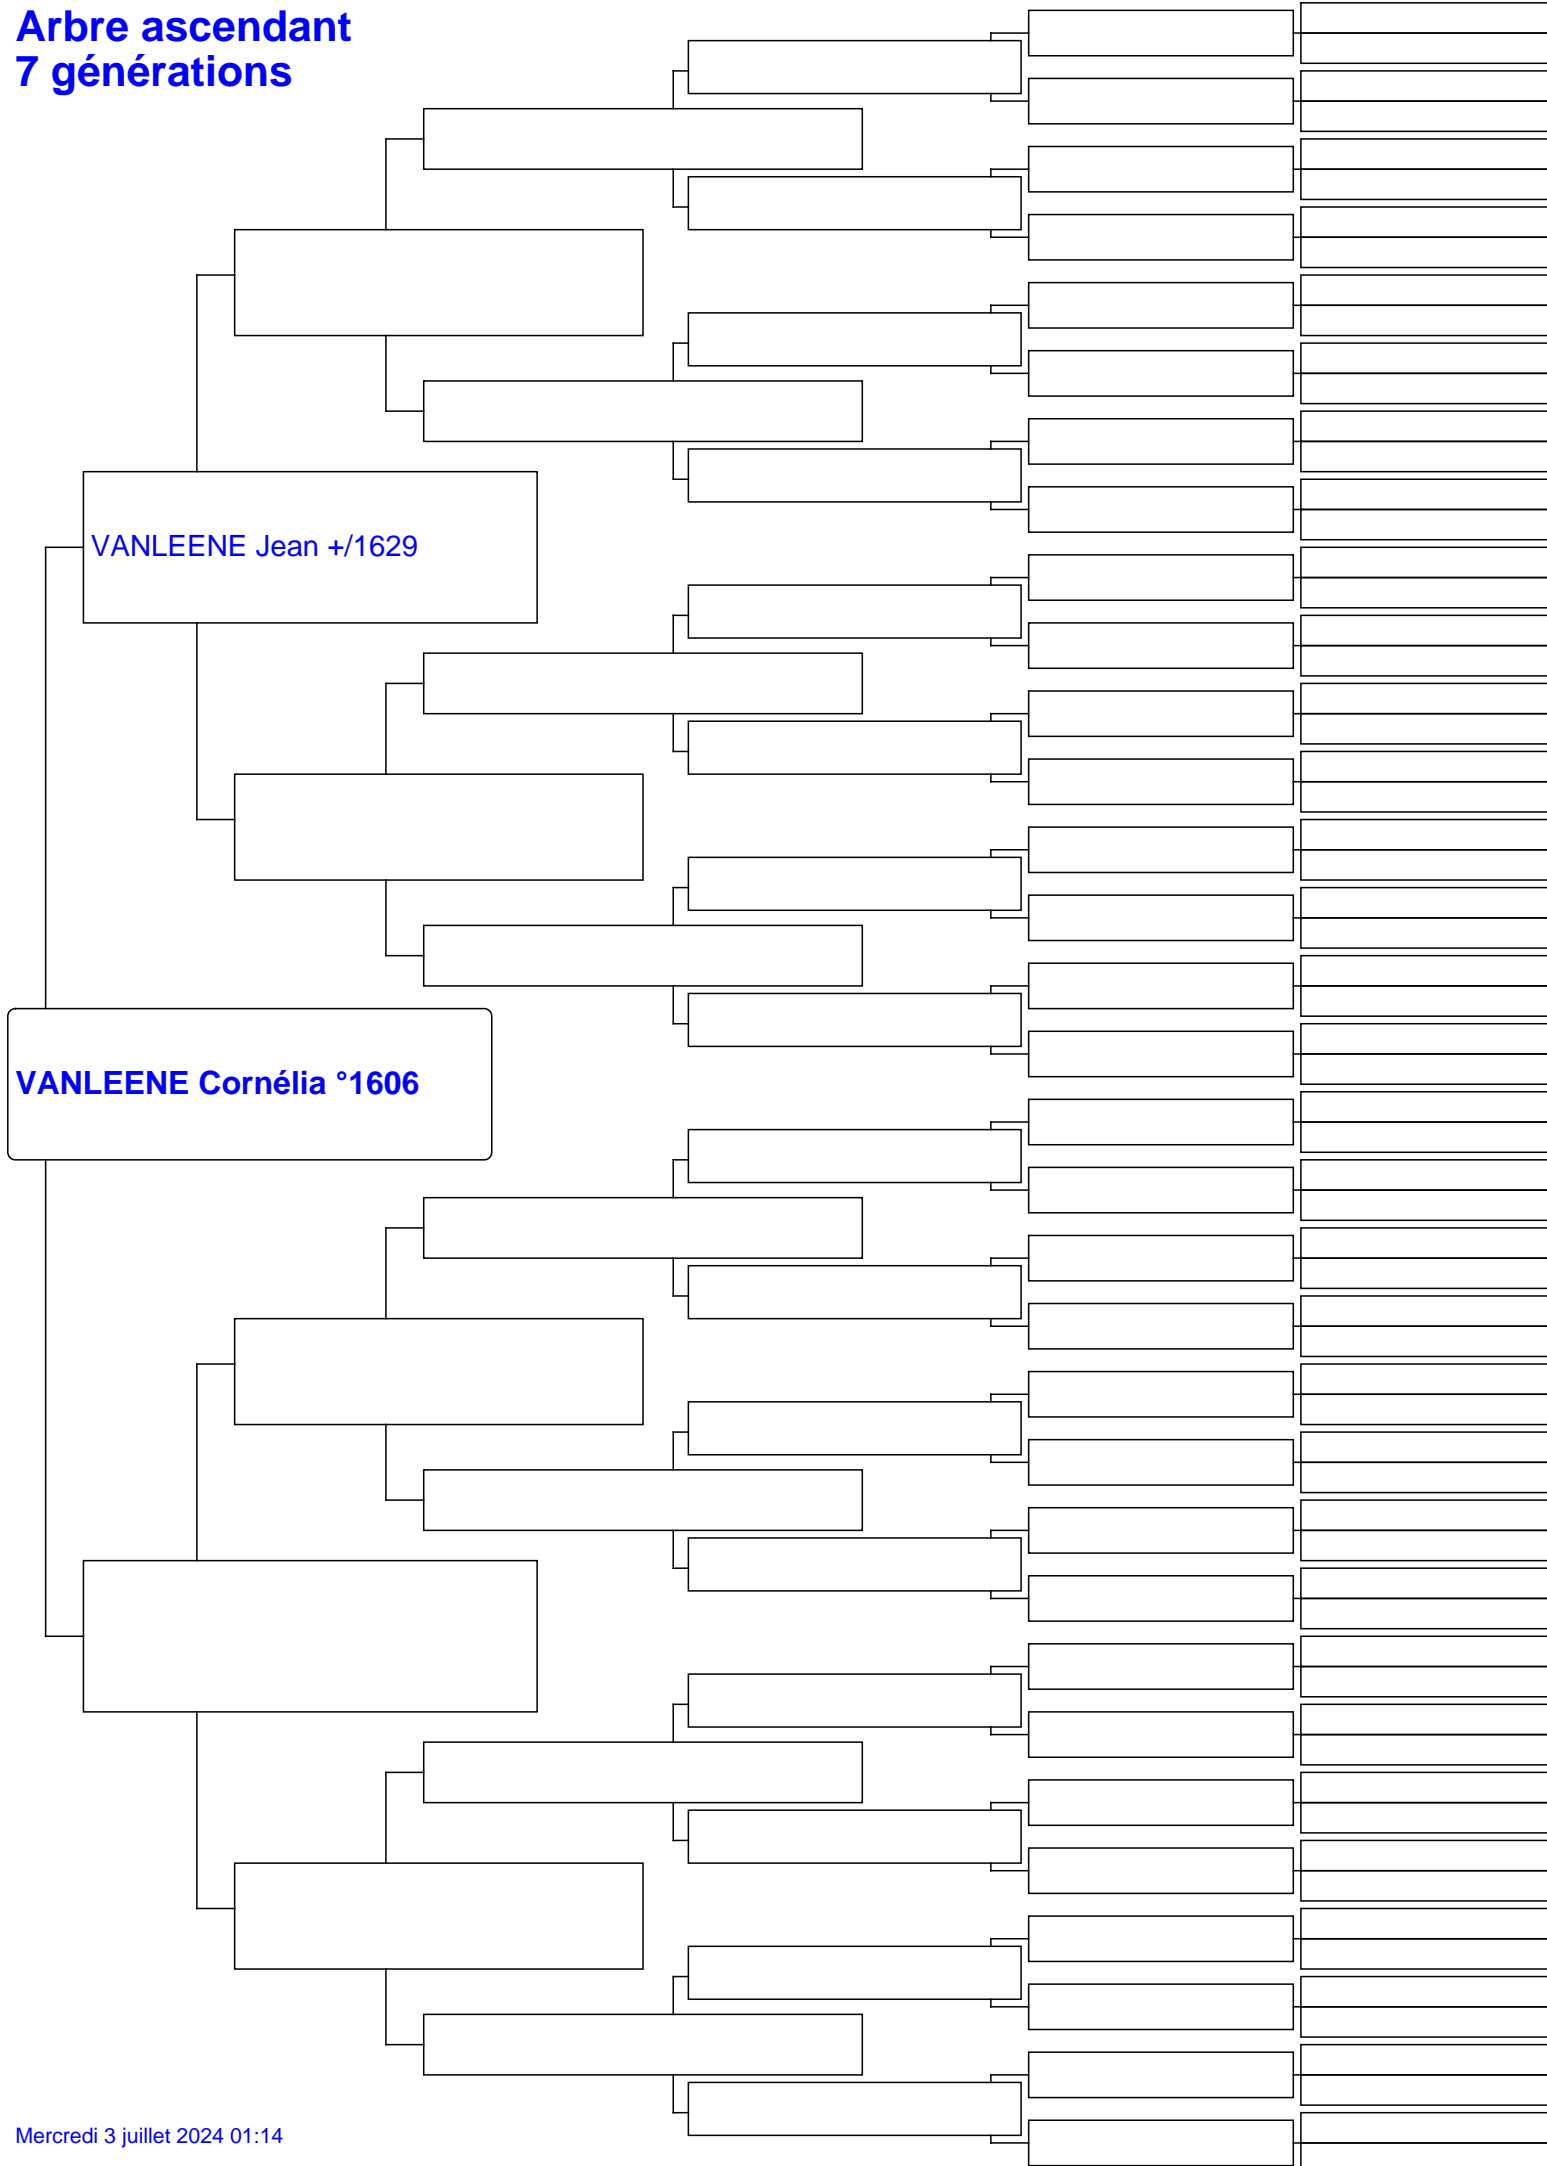 Arbre ascendant
7 générations
VANLEENE Jean +/1629
VANLEENE Cornélia °1606
Mercredi 3 juillet 2024 01:14